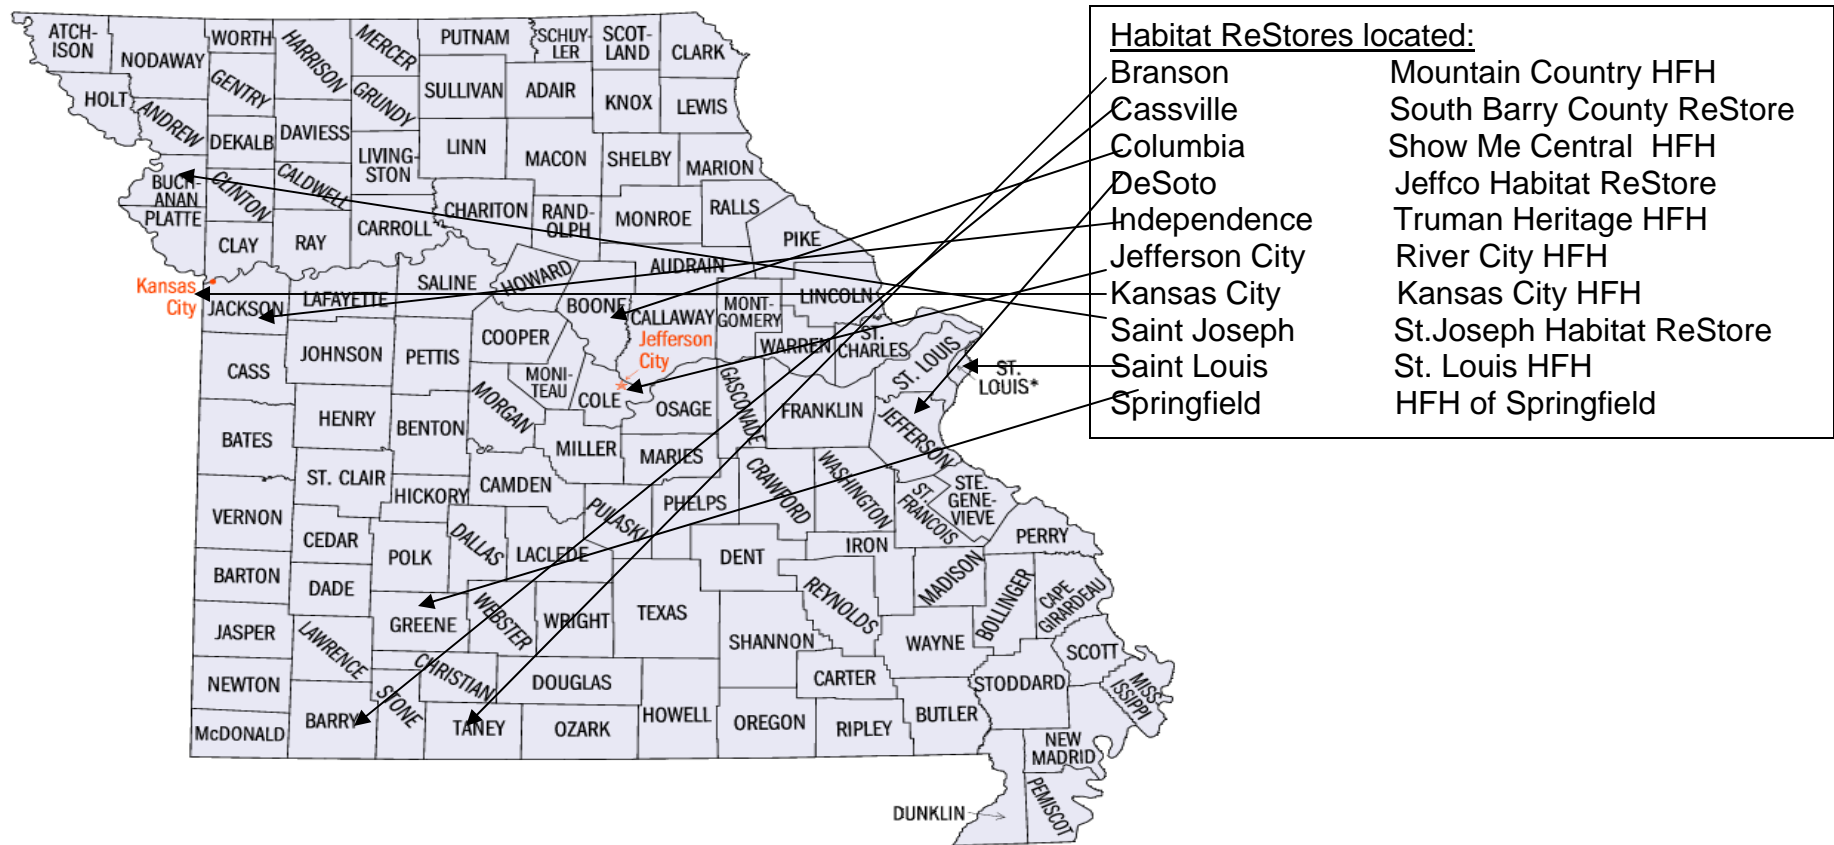 ATCH-
ISON
NODAWAY
WORTH
HARRISON
MERCER
PUTNAM
SCHUY-
LER
SCOT-
LAND
CLARK
HOLT
ANDREW
GENTRY
GRUNDY
SULLIVAN
ADAIR
KNOX
LEWIS
DEKALB
DAVIESS
LIVING-
STON
LINN
MACON
SHELBY
MARION
BUCH-
ANAN
CLINTON
CALDWELL
CARROLL
CHARITON
RAND-
OLPH
MONROE
RALLS
PLATTE
CLAY
RAY
PIKE
AUDRAIN
Kansas
City
JACKSON
LAFAYETTE
SALINE
HOWARD
BOONE
CALLAWAY
MONT-
GOMERY
LINCOLN
WARREN
ST.
CHARLES
ST. LOUIS
ST.
LOUIS*
Jefferson
City
COOPER
MONI-
TEAU
COLE
CASS
JOHNSON
PETTIS
MORGAN
OSAGE
GASCONADE
FRANKLIN
JEFFERSON
BATES
HENRY
BENTON
MILLER
MARIES
CRAWFORD
WASHINGTON
ST.
FRANCOIS
STE.
GENE-
VIEVE
VERNON
ST. CLAIR
HICKORY
CAMDEN
PULASKI
PHELPS
PERRY
CEDAR
POLK
DALLAS
LACLEDE
DENT
IRON
MADISON
BOLLINGER
CAPE
GIRARDEAU
BARTON
DADE
GREENE
WEBSTER
WRIGHT
TEXAS
REYNOLDS
WAYNE
SCOTT
JASPER
LAWRENCE
CHRISTIAN
DOUGLAS
SHANNON
CARTER
STODDARD
MISS-
ISSIPPI
NEWTON
STONE
HOWELL
McDONALD
BARRY
TANEY
OZARK
OREGON
RIPLEY
BUTLER
NEW
MADRID
DUNKLIN
PEMISCOT
Habitat ReStores located:
Branson Mountain Country HFH
Cassville South Barry County ReStore
Columbia Show Me Central HFH
DeSoto Jeffco Habitat ReStore
Independence Truman Heritage HFH
Jefferson City River City HFH
Kansas City Kansas City HFH
Saint Joseph St.Joseph Habitat ReStore
Saint Louis St. Louis HFH
Springfield HFH of Springfield